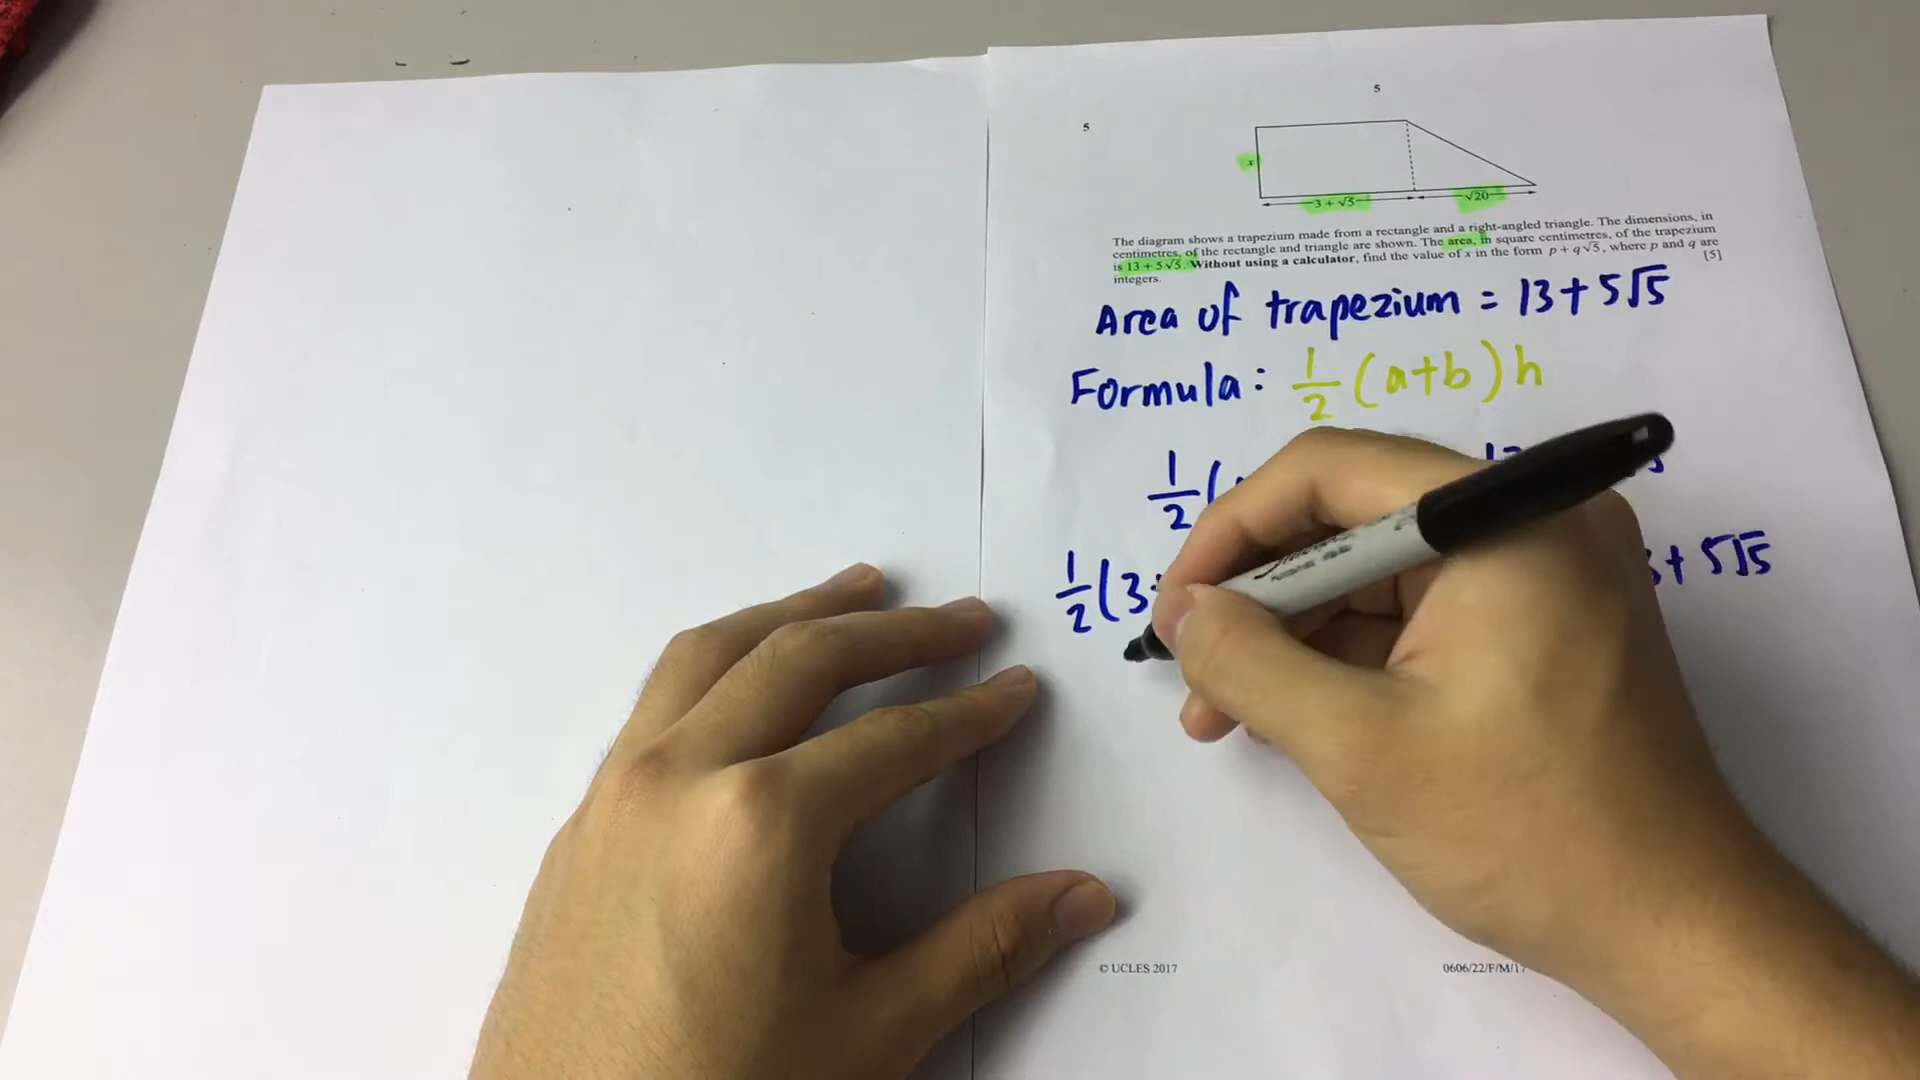 5
5
x
3 + √5
√20
The diagram shows a trapezium made from a rectangle and a right-angled triangle. The dimensions, in
centimetres, of the rectangle and triangle are shown. The area, in square centimetres, of the trapezium
is 13 + 5√5. Without using a calculator, find the value of x in the form p + q√5, where p and q are
integers. [5]
Area of trapezium = 13 + 5√5
Formula: 1/2 (a+b) h
1/2 (
1/2 (3 + 5√5
© UCLES 2017
0606/22/F/M/17